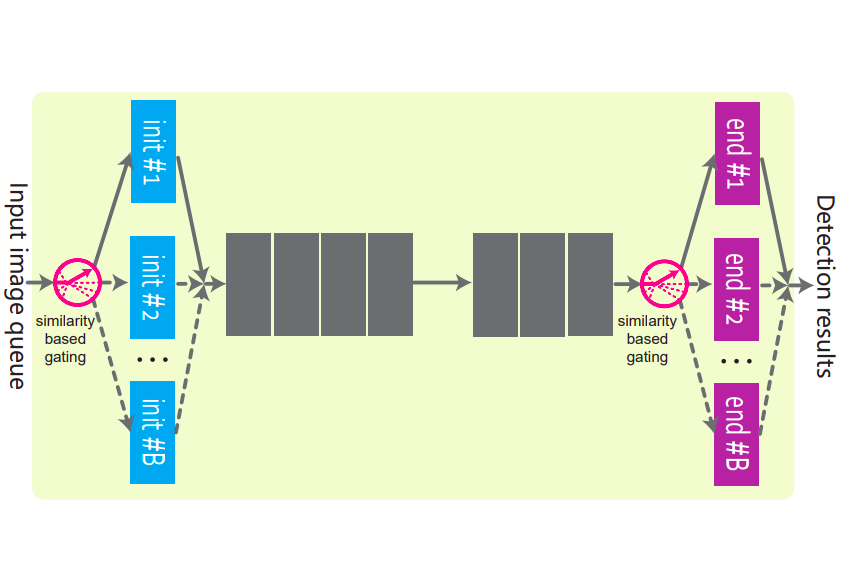 Input image queue
similarity
based
gating
init #1
init #2
...
init #B
similarity
based
gating
end #1
end #2
...
end #B
Detection results